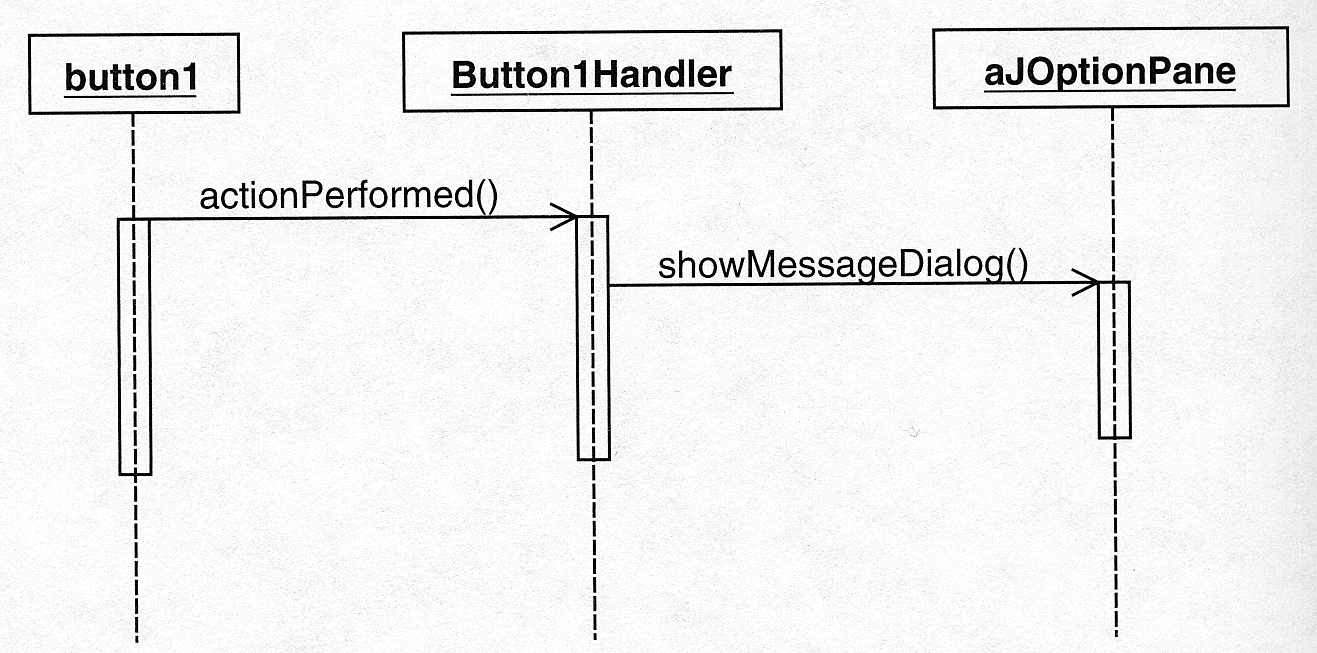 button1
Button1Handler
aJOptionPane
actionPerformed()
showMessageDialog()